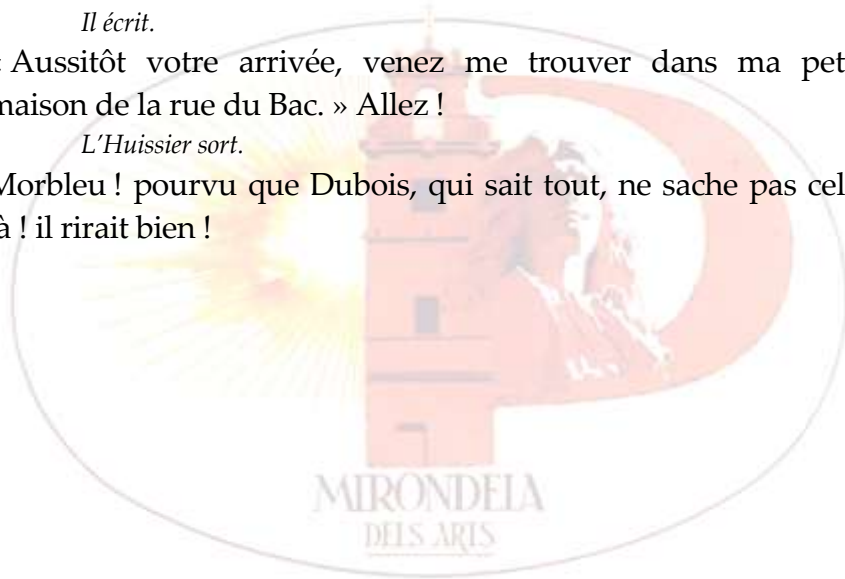 Il écrit.
« Aussitôt votre arrivée, venez me trouver dans ma pet
maison de la rue du Bac. » Allez !
L’Huissier sort.
Morbleu ! pourvu que Dubois, qui sait tout, ne sache pas cel
à ! il rirait bien !
MIRONDELA
DELS ARTS